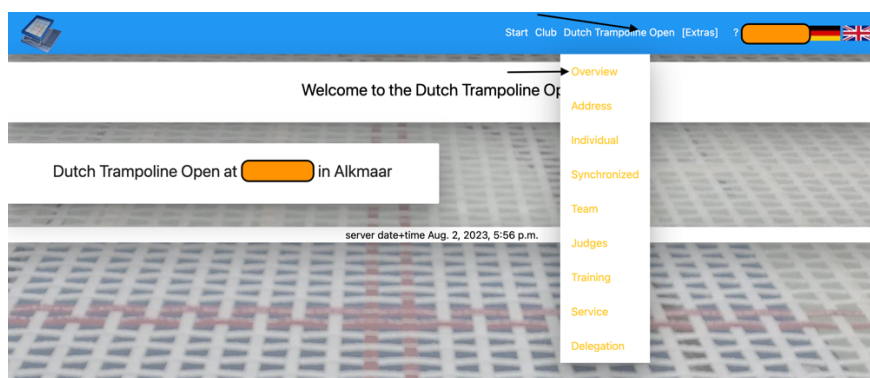 Start Club Dutch Trampoline Open [Extras] ?
Overview
Welcome to the Dutch Trampoline
Address
Individual
Dutch Trampoline Open at in Alkmaar
Synchronized
Team
server date+time Aug. 2, 2023, 5:56 p.m.
Judges
Training
Service
Delegation